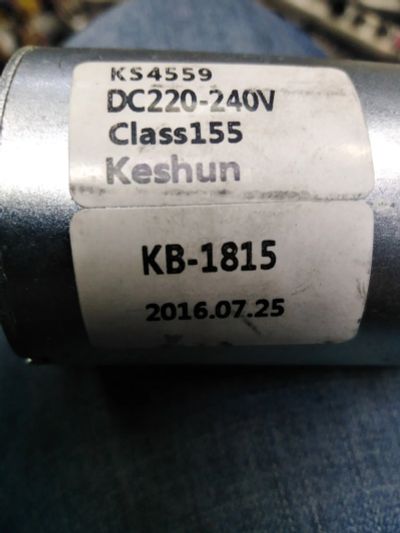 KS4559
DC220-240V
Class155
Keshun
KB-1815
2016.07.25